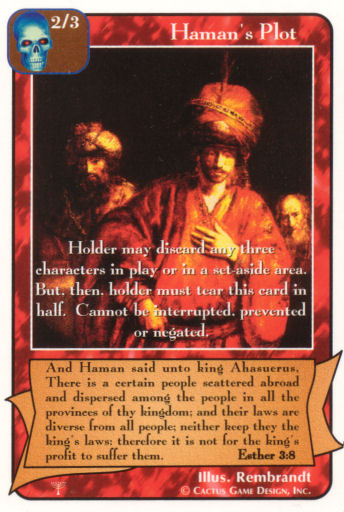 2/3
Haman's Plot
Holder may discard any three
characters in play or in a set-aside area.
But, then, holder must tear this card in
half. Cannot be interrupted, prevented
or negated.
And Haman said unto king Ahasuerus,
There is a certain people scattered abroad
and dispersed among the people in all the
provinces of thy kingdom; and their laws are
diverse from all people; neither keep they the
king's laws: therefore it is not for the king's
profit to suffer them. Esther 3:8
Illus. Rembrandt
© Cactus Game Design, Inc.